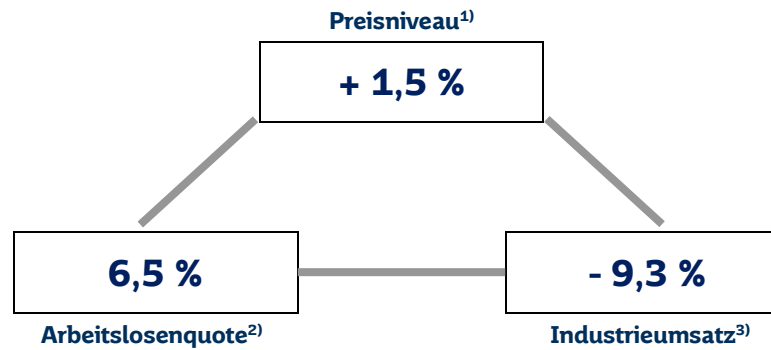 Preisniveau¹⁾
+ 1,5 %
6,5 %
- 9,3 %
Arbeitslosenquote²⁾
Industrieumsatz³⁾